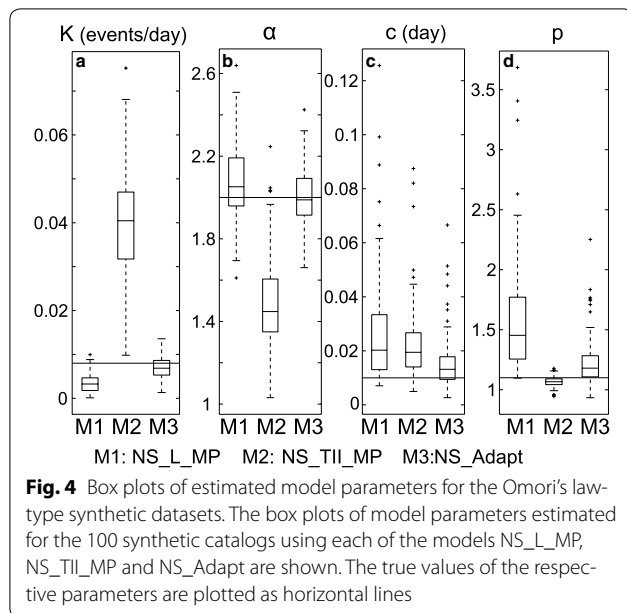 K (events/day) α c (day) p
a b c d
0.06
0.04
0.02
0
2.6
2.2
1.8
1.4
1
0.12
0.1
0.08
0.06
0.04
0.02
0
3.5
3
2.5
2
1.5
1
M1 M2 M3 M1 M2 M3 M1 M2 M3 M1 M2 M3
M1: NS_L_MP M2: NS_TII_MP M3:NS_Adapt
Fig. 4 Box plots of estimated model parameters for the Omori's law-
type synthetic datasets. The box plots of model parameters estimated
for the 100 synthetic catalogs using each of the models NS_L_MP,
NS_TII_MP and NS_Adapt are shown. The true values of the respec-
tive parameters are plotted as horizontal lines